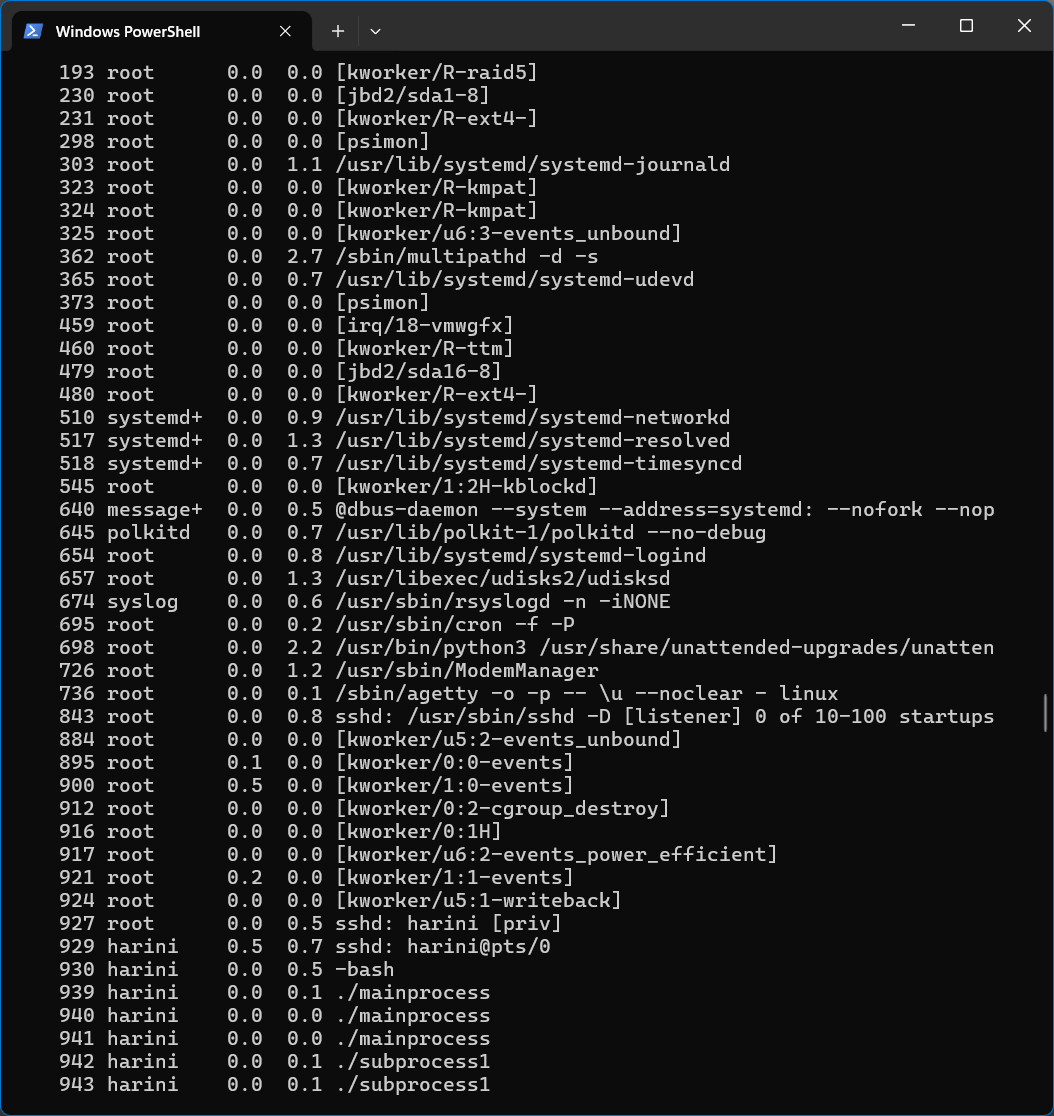 Windows PowerShell
193 root 0.0 0.0 [kworker/R-raid5]
230 root 0.0 0.0 [jbd2/sda1-8]
231 root 0.0 0.0 [kworker/R-ext4-]
298 root 0.0 0.0 [psimon]
303 root 0.0 1.1 /usr/lib/systemd/systemd-journald
323 root 0.0 0.0 [kworker/R-kmpat]
324 root 0.0 0.0 [kworker/R-kmpat]
325 root 0.0 0.0 [kworker/u6:3-events_unbound]
362 root 0.0 2.7 /sbin/multipathd -d -s
365 root 0.0 0.7 /usr/lib/systemd/systemd-udevd
373 root 0.0 0.0 [psimon]
459 root 0.0 0.0 [irq/18-vmwgfx]
460 root 0.0 0.0 [kworker/R-ttm]
479 root 0.0 0.0 [jbd2/sda16-8]
480 root 0.0 0.0 [kworker/R-ext4-]
510 systemd+ 0.0 0.9 /usr/lib/systemd/systemd-networkd
517 systemd+ 0.0 1.3 /usr/lib/systemd/systemd-resolved
518 systemd+ 0.0 0.7 /usr/lib/systemd/systemd-timesyncd
545 root 0.0 0.0 [kworker/1:2H-kblockd]
640 message+ 0.0 0.5 @dbus-daemon --system --address=systemd: --nofork --nop
645 polkitd 0.0 0.7 /usr/lib/polkit-1/polkitd --no-debug
654 root 0.0 0.8 /usr/lib/systemd/systemd-logind
657 root 0.0 1.3 /usr/libexec/udisks2/udisksd
674 syslog 0.0 0.6 /usr/sbin/rsyslogd -n -iNONE
695 root 0.0 0.2 /usr/sbin/cron -f -P
698 root 0.0 2.2 /usr/bin/python3 /usr/share/unattended-upgrades/unatten
726 root 0.0 1.2 /usr/sbin/ModemManager
736 root 0.0 0.1 /sbin/agetty -o -p -- \u --noclear - linux
843 root 0.0 0.8 sshd: /usr/sbin/sshd -D [listener] 0 of 10-100 startups
884 root 0.0 0.0 [kworker/u5:2-events_unbound]
895 root 0.1 0.0 [kworker/0:0-events]
900 root 0.5 0.0 [kworker/1:0-events]
912 root 0.0 0.0 [kworker/0:2-cgroup_destroy]
916 root 0.0 0.0 [kworker/0:1H]
917 root 0.0 0.0 [kworker/u6:2-events_power_efficient]
921 root 0.2 0.0 [kworker/1:1-events]
924 root 0.0 0.0 [kworker/u5:1-writeback]
927 root 0.0 0.5 sshd: harini [priv]
929 harini 0.5 0.7 sshd: harini@pts/0
930 harini 0.0 0.5 -bash
939 harini 0.0 0.1 ./mainprocess
940 harini 0.0 0.0 ./mainprocess
941 harini 0.0 0.0 ./mainprocess
942 harini 0.0 0.1 ./subprocess1
943 harini 0.0 0.1 ./subprocess1